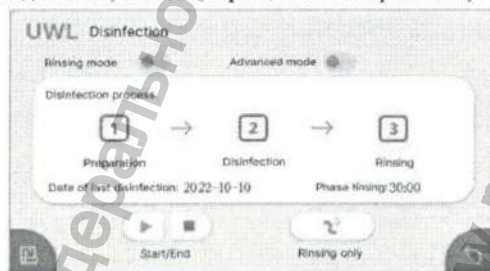 UWL Disinfection
Rinsing mode Advanced mode
Disinfection process
1 → 2 → 3
Preparation Disinfection Rinsing
Date of last disinfection: 2022-10-10 Phase timing: 30:00
Start/End Rinsing only